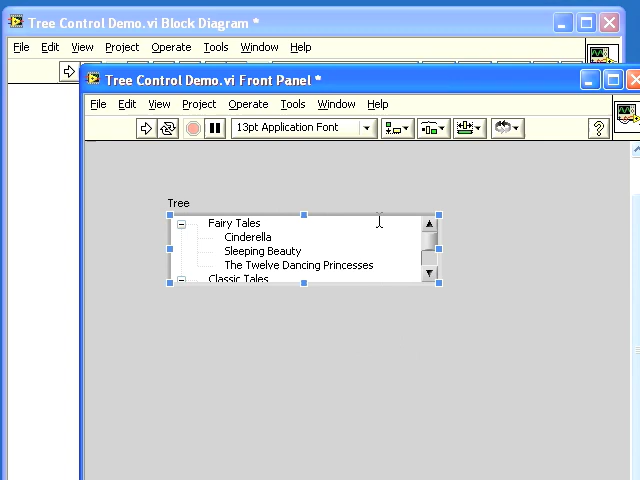 Tree Control Demo.vi Block Diagram *
File Edit View Project Operate Tools Window Help
Tree Control Demo.vi Front Panel *
File Edit View Project Operate Tools Window Help
13pt Application Font
?
Tree
Fairy Tales
Cinderella
Sleeping Beauty
The Twelve Dancing Princesses
Classic Tales